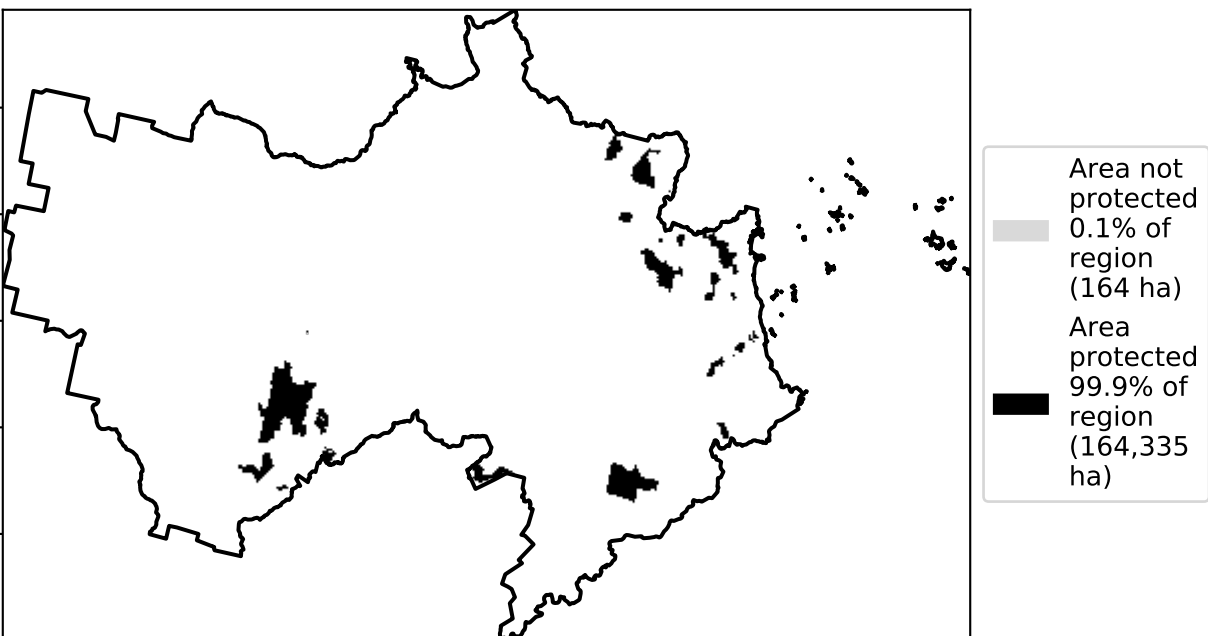 Area not
protected
0.1% of
region
(164 ha)
Area
protected
99.9% of
region
(164,335
ha)